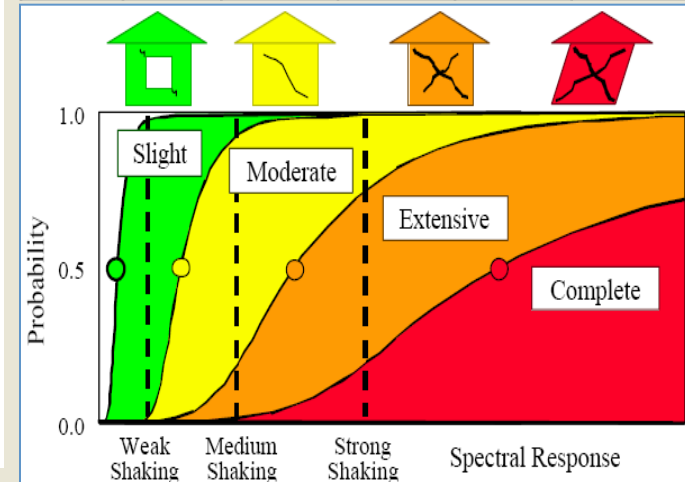 1.0
Slight
Moderate
Extensive
Probability
0.5
Complete
0.0
Weak
Shaking
Medium
Shaking
Strong
Shaking
Spectral Response